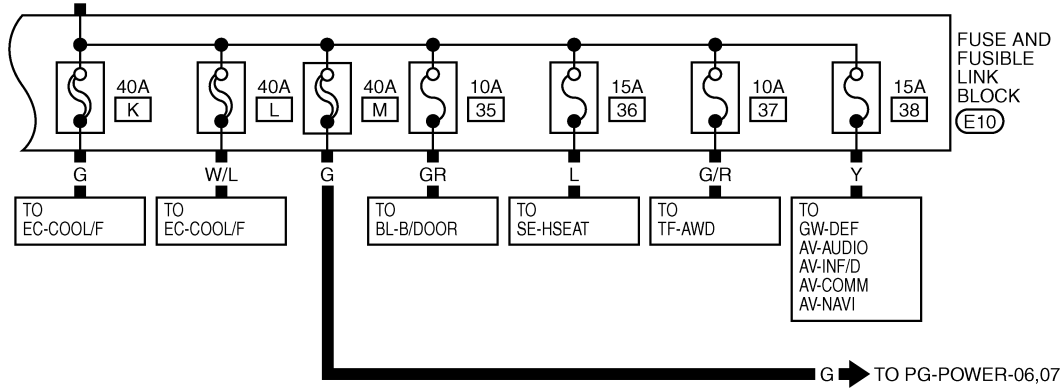 40A
K
40A
L
40A
M
10A
35
15A
36
10A
37
15A
38
FUSE AND
FUSIBLE
LINK
BLOCK
E10
G
W/L
G
GR
L
G/R
Y
TO
EC-COOL/F
TO
EC-COOL/F
TO
BL-B/DOOR
TO
SE-HSEAT
TO
TF-AWD
TO
GW-DEF
AV-AUDIO
AV-INF/D
AV-COMM
AV-NAVI
G
TO PG-POWER-06,07